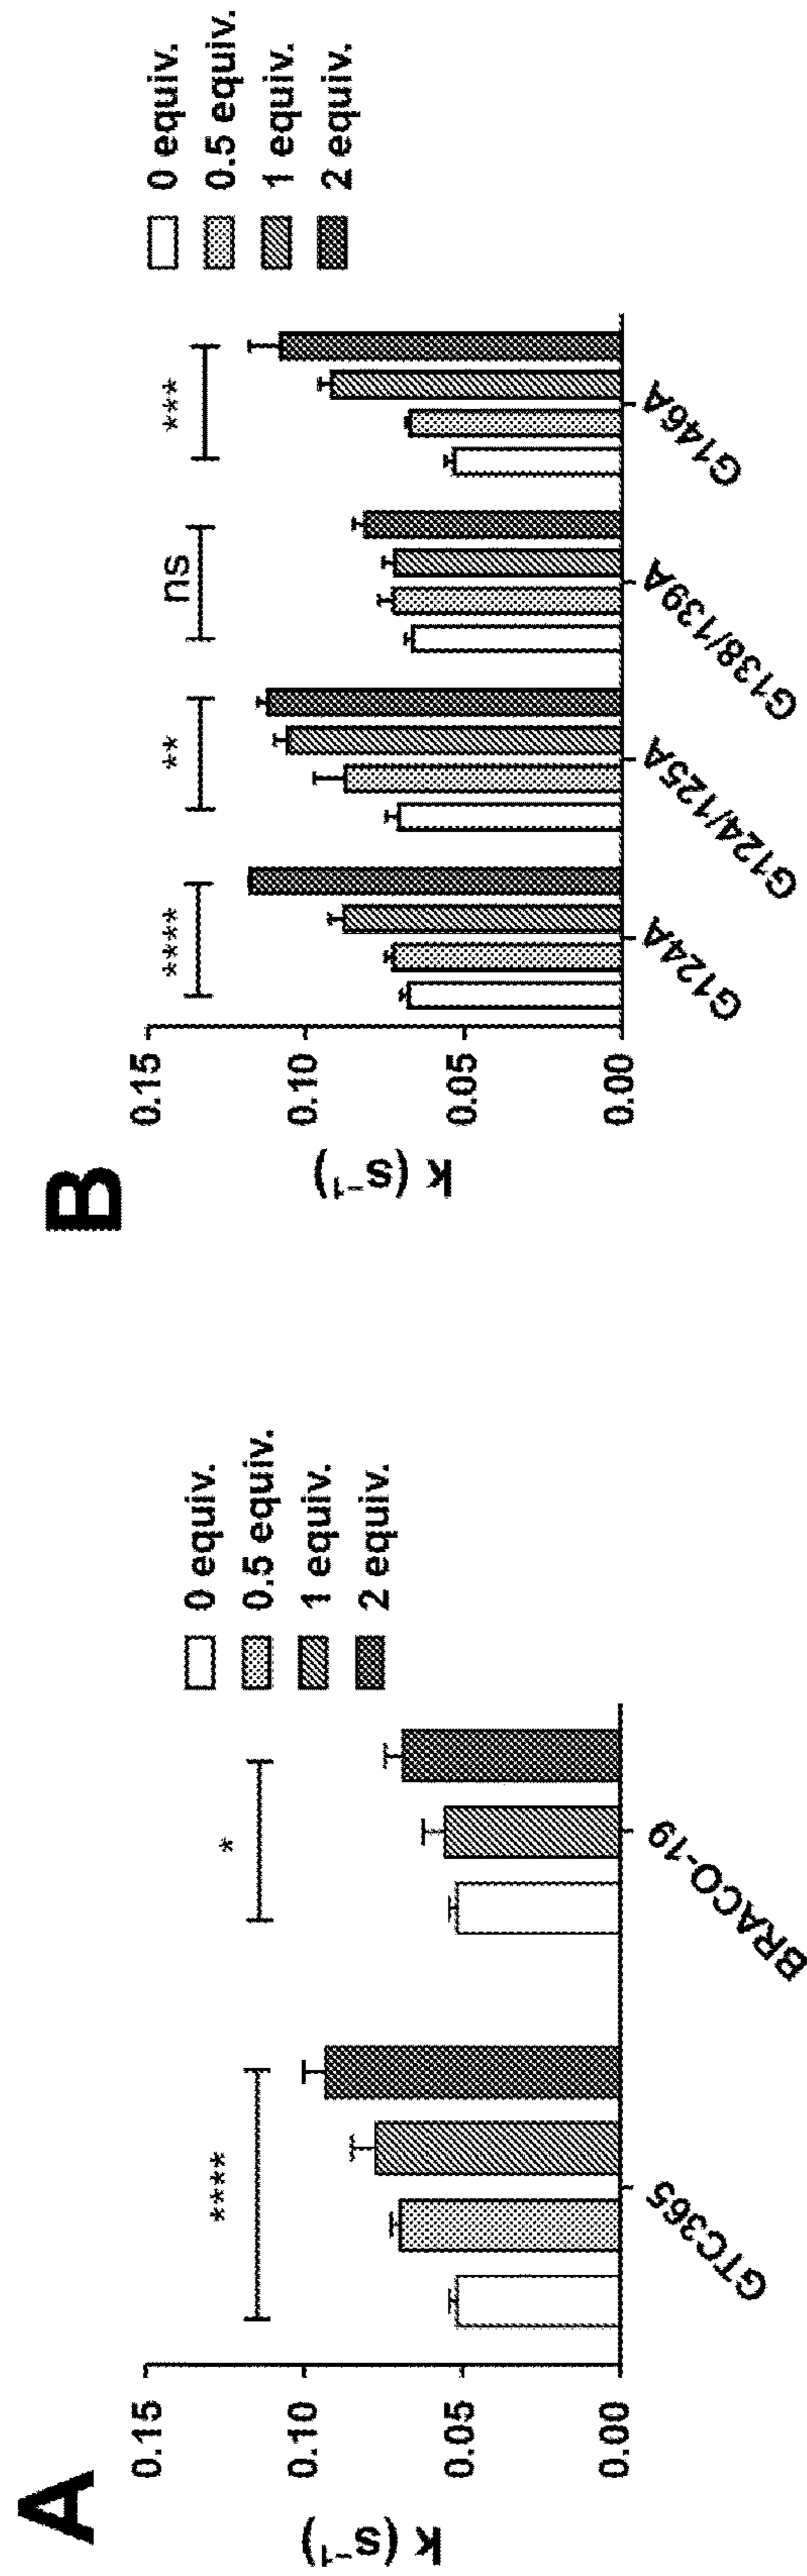 A
k (s⁻¹)
0.15
0.10
0.05
0.00
****
*
GTC365
BRACO-19
0 equiv.
0.5 equiv.
1 equiv.
2 equiv.
B
k (s⁻¹)
0.15
0.10
0.05
0.00
****
**
ns
***
G124A
G124/125A
G138/139A
G146A
0 equiv.
0.5 equiv.
1 equiv.
2 equiv.